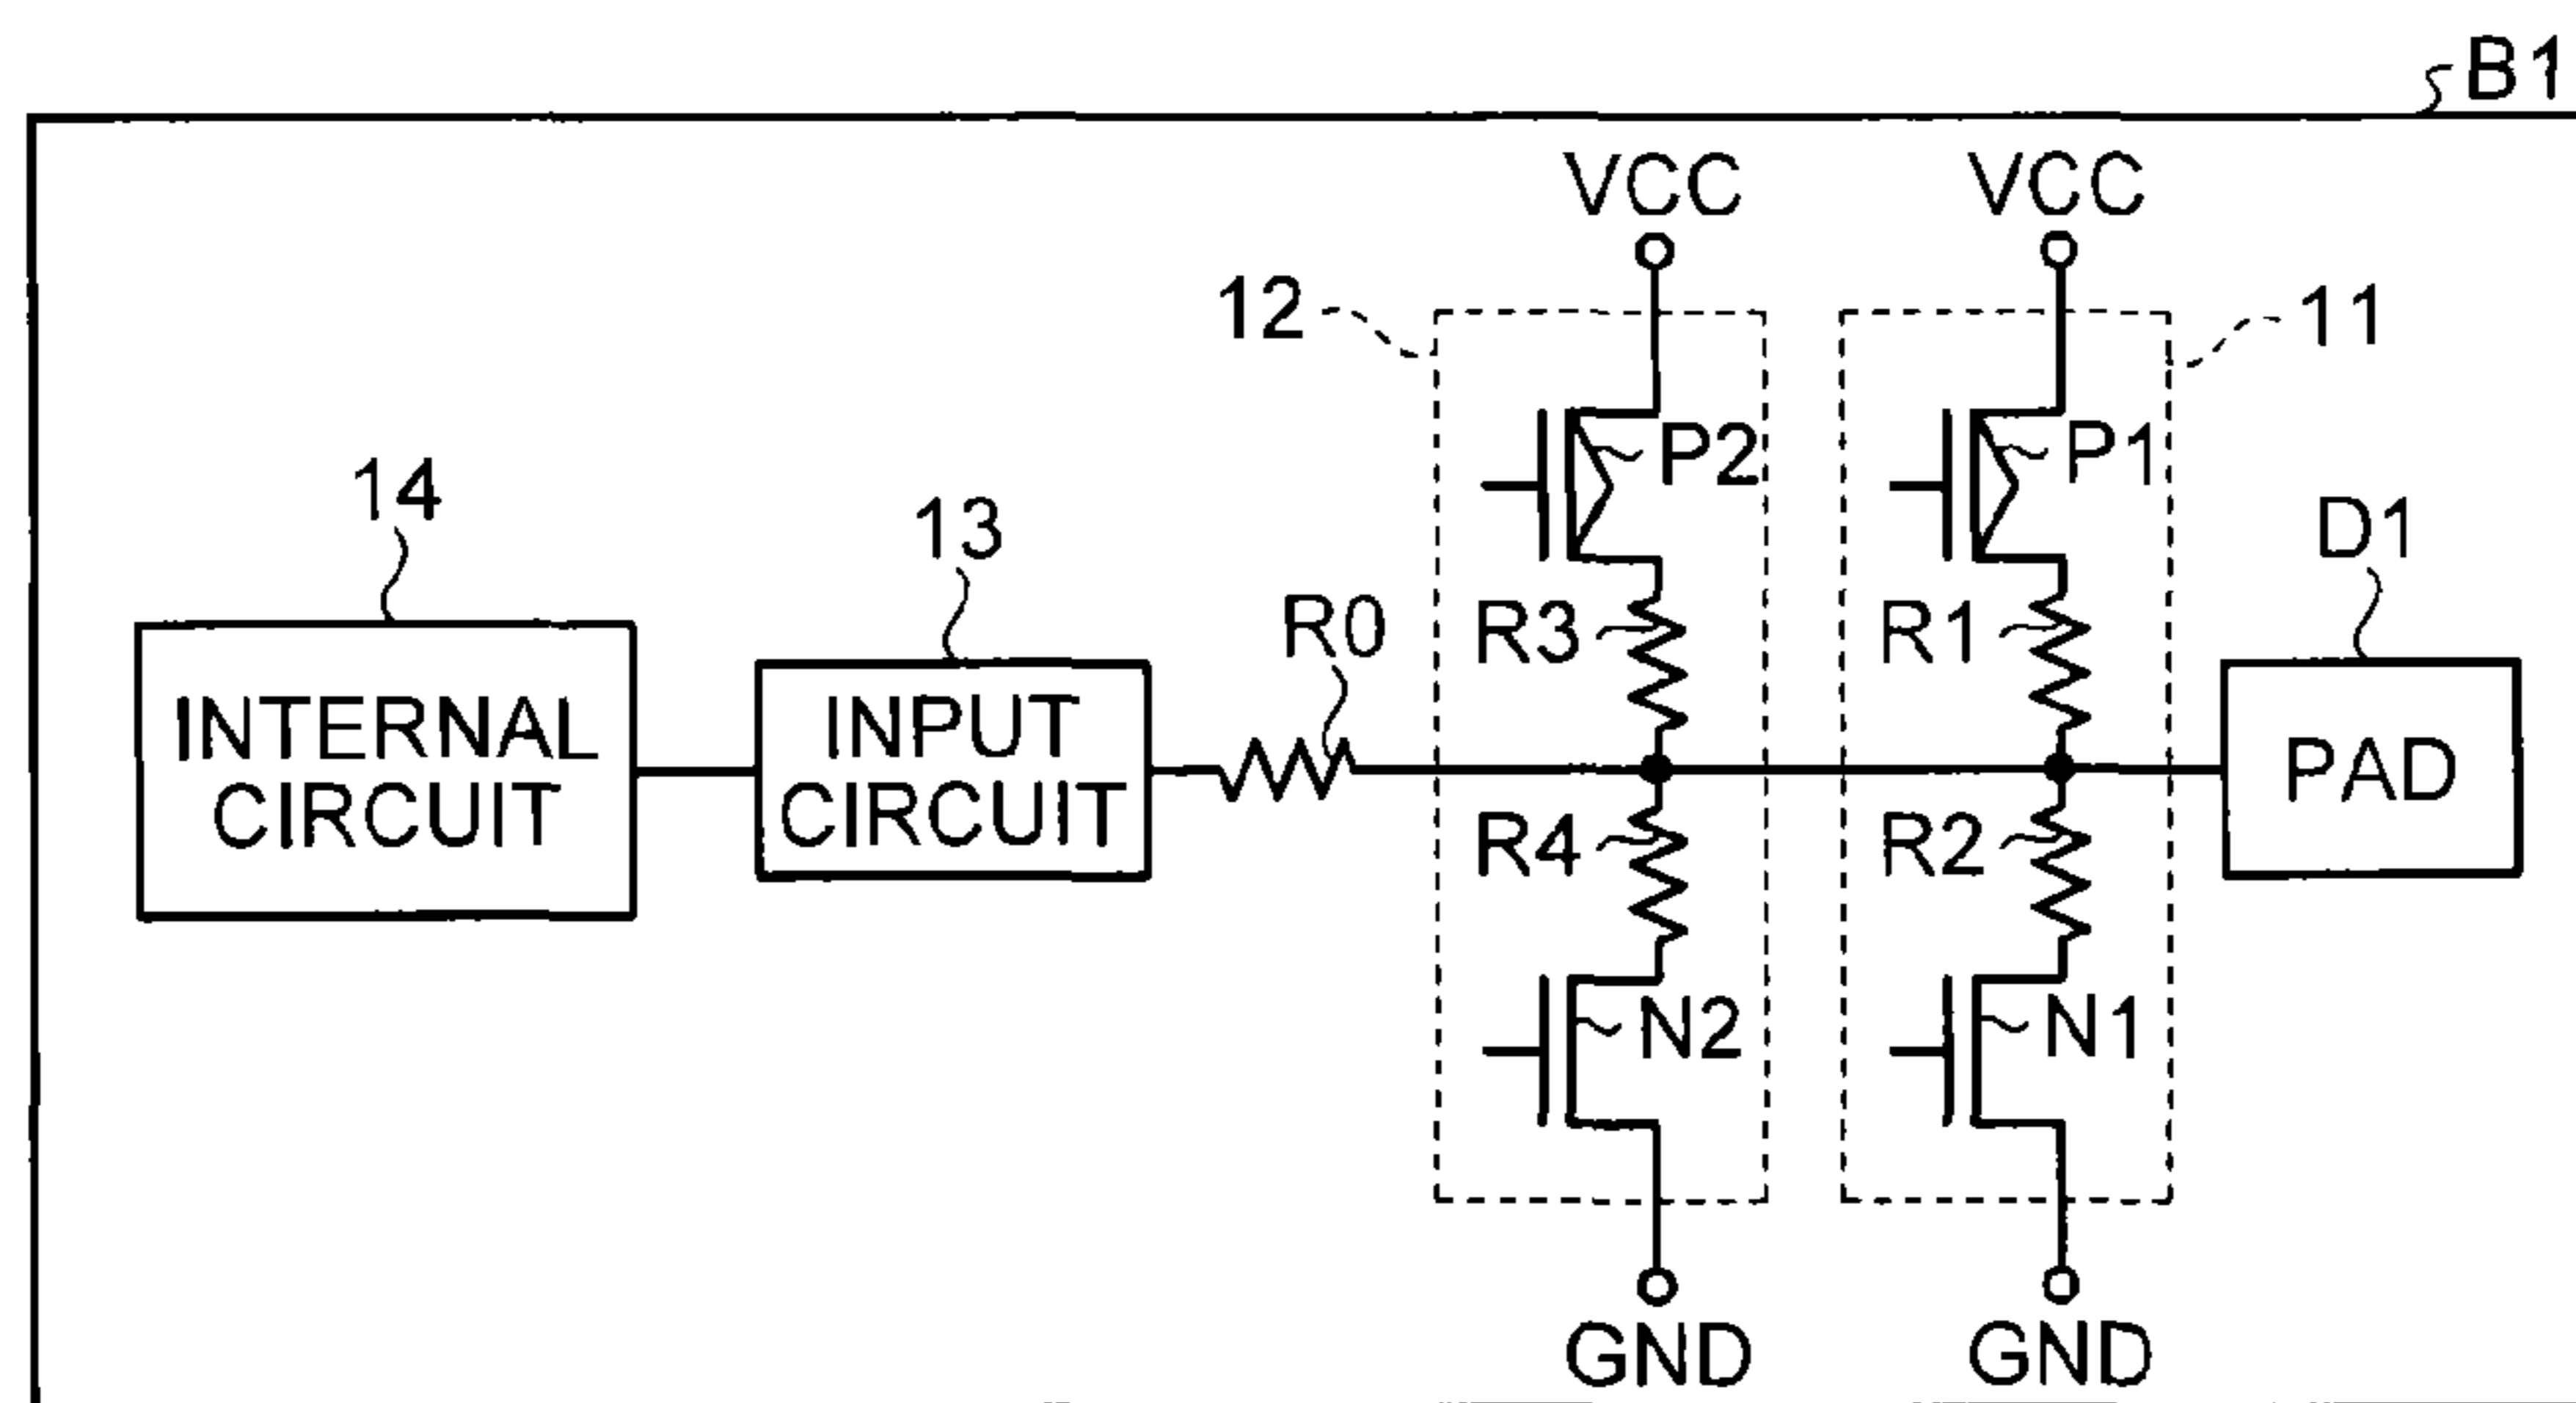 B1
VCC
VCC
12
11
P2
P1
14
13
D1
R0
R3
R1
INTERNAL
CIRCUIT
INPUT
CIRCUIT
PAD
R4
R2
N2
N1
GND
GND